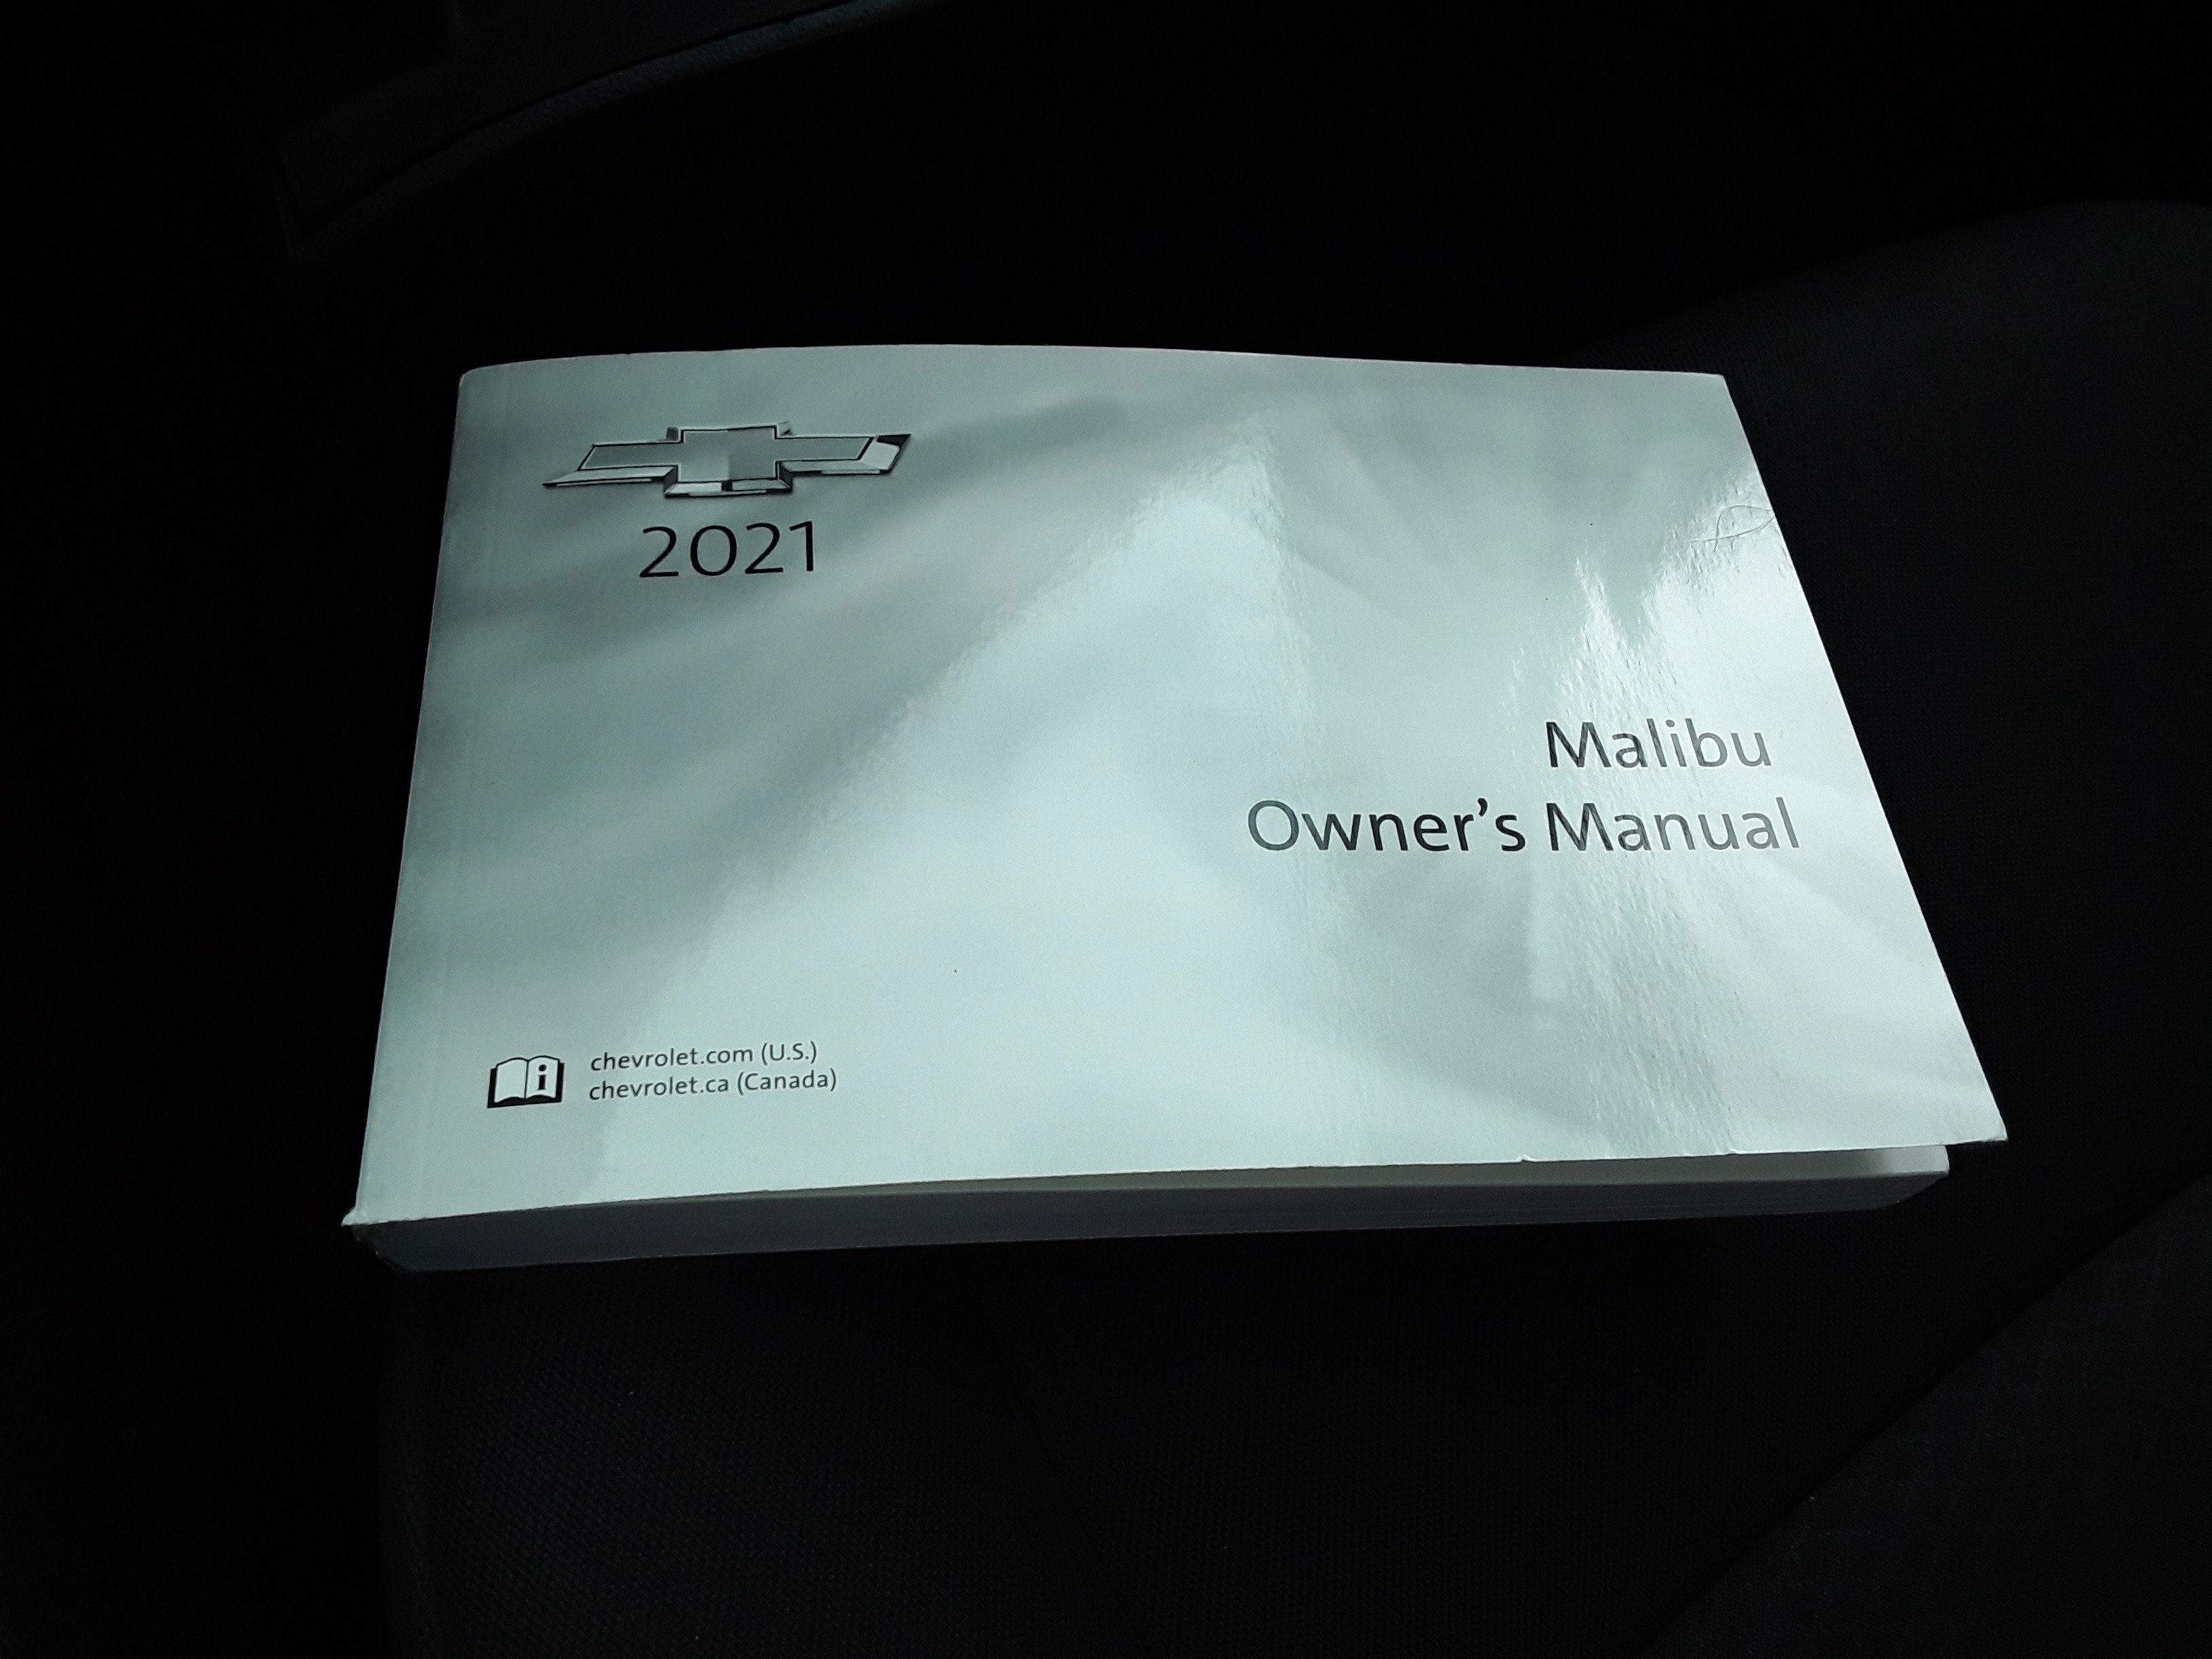 2021
Malibu
Owner's Manual
i
chevrolet.com (U.S.)
chevrolet.ca (Canada)